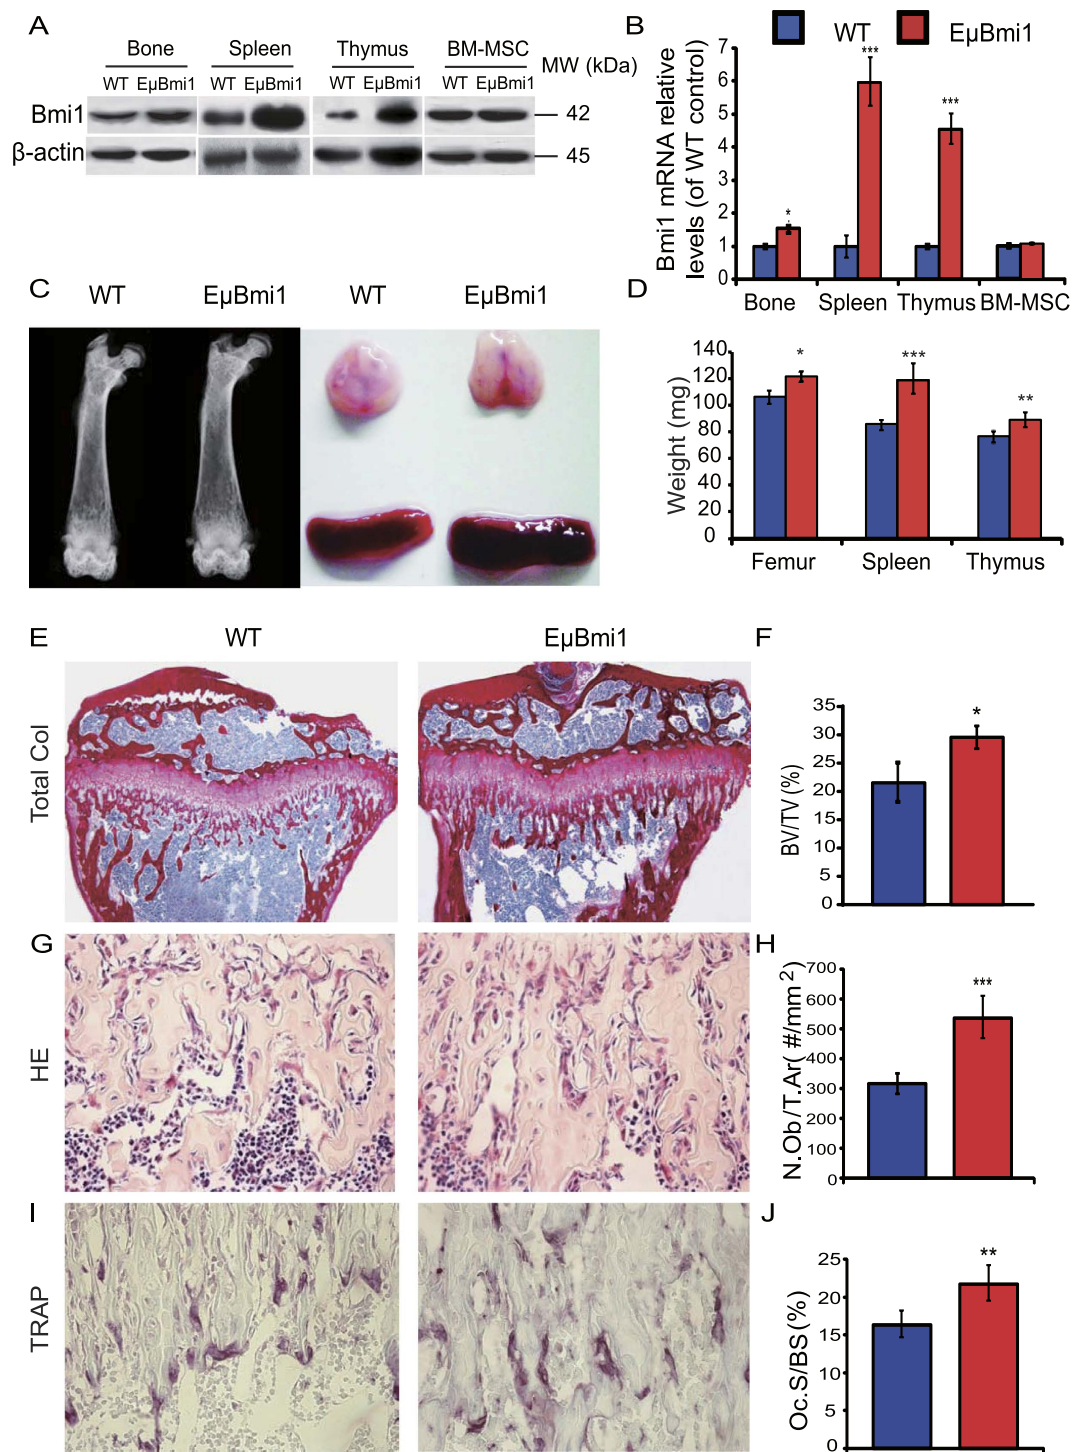 A
Bone Spleen Thymus BM-MSC
MW (kDa)
WT EµBmi1 WT EµBmi1 WT EµBmi1 WT EµBmi1
Bmi1
42
β-actin
45
B
WT EµBmi1
Bmi1 mRNA relative
levels (of WT control)
7
6
5
4
3
2
1
0
*
***
***
Bone Spleen Thymus BM-MSC
C
WT EµBmi1 WT EµBmi1
D
Weight (mg)
140
120
100
80
60
40
20
0
*
***
**
Femur Spleen Thymus
E
WT EµBmi1
Total Col
F
BV/TV (%)
35
30
25
20
15
10
5
0
*
G
HE
H
N.Ob/T.Ar( #/mm2)
700
600
500
400
300
200
100
0
***
I
TRAP
J
Oc.S/BS (%)
25
20
15
10
5
0
**